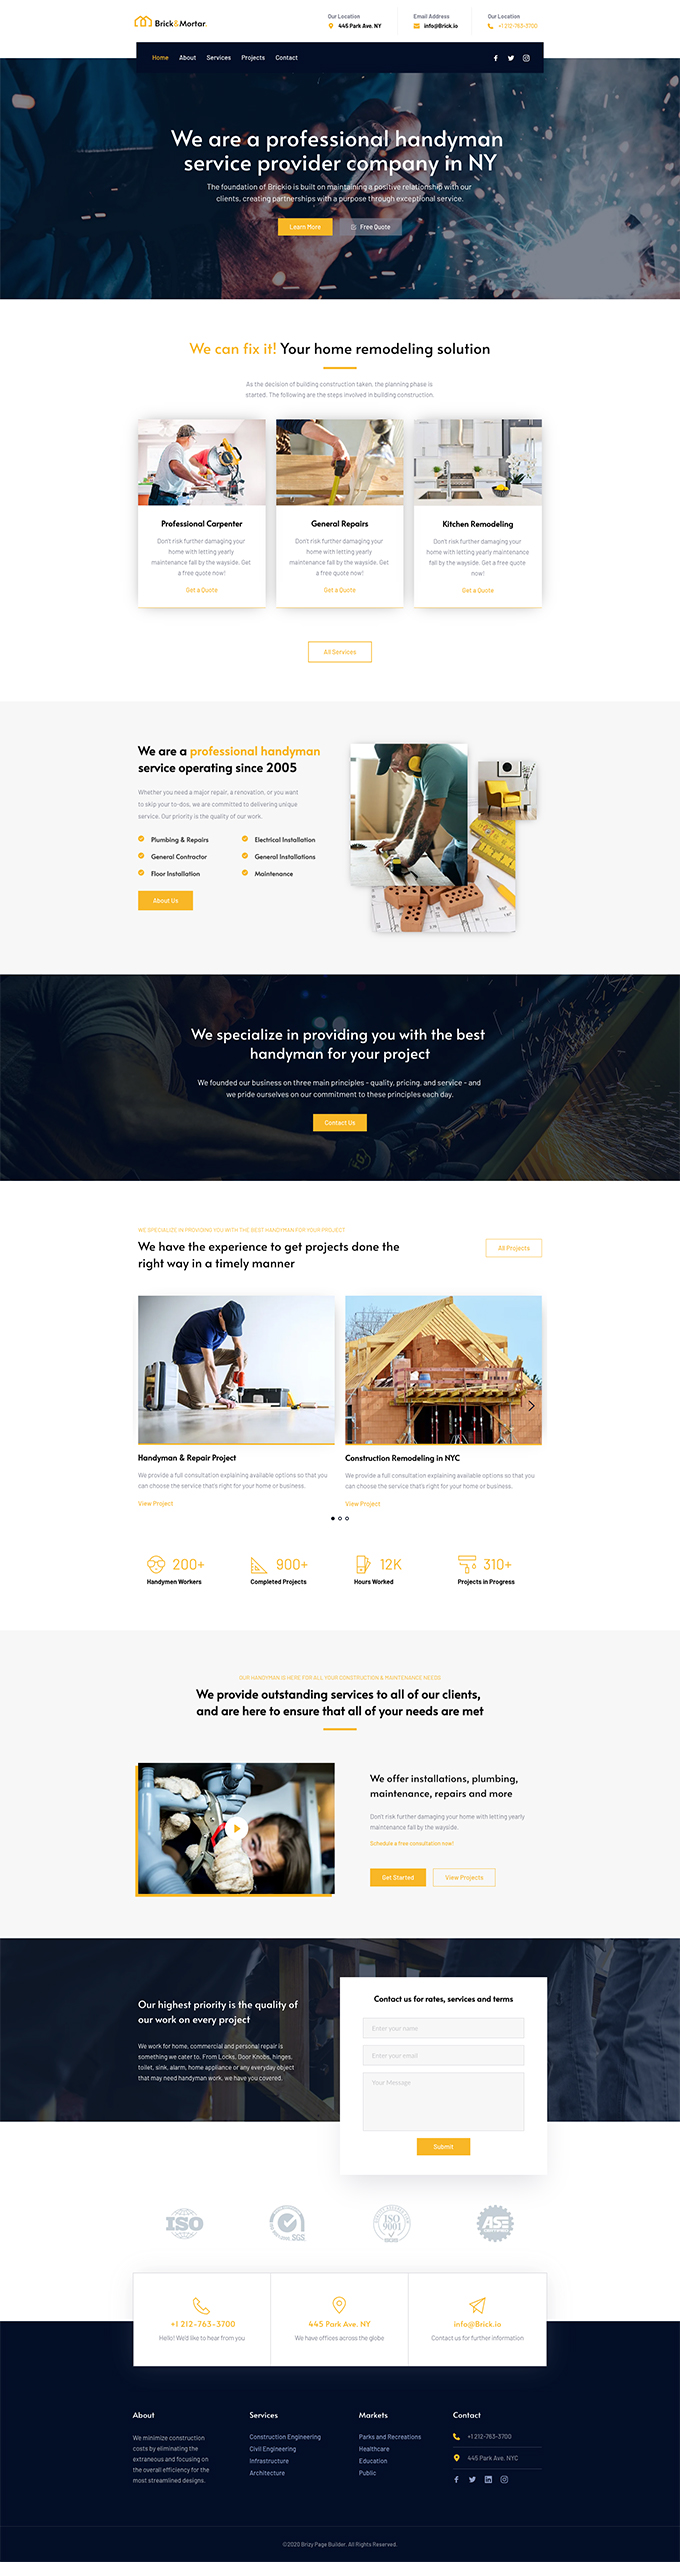 Brick&Mortar.
Our Location
445 Park Ave. NY
Email Address
info@Brick.io
Our Location
+1 212-763-3700
Home
About
Services
Projects
Contact
We are a professional handyman
service provider company in NY
The foundation of Brickio is built on maintaining a positive relationship with our
clients, creating partnerships with a purpose through exceptional service.
Learn More
Free Quote
We can fix it! Your home remodeling solution
As the decision of building construction taken, the planning phase is
started. The following are the steps involved in building construction.
Professional Carpenter
Don't risk further damaging your
home with letting yearly
maintenance fall by the wayside. Get
a free quote now!
Get a Quote
General Repairs
Don't risk further damaging your
home with letting yearly
maintenance fall by the wayside. Get
a free quote now!
Get a Quote
Kitchen Remodeling
Don't risk further damaging your
home with letting yearly maintenance
fall by the wayside. Get a free quote
now!
Get a Quote
All Services
We are a professional handyman
service operating since 2005
Whether you need a major repair, a renovation, or you want
to skip your to-dos, we are committed to delivering unique
service. Our priority is the quality of our work.
Plumbing & Repairs
Electrical Installation
General Contractor
General Installations
Floor Installation
Maintenance
About Us
We specialize in providing you with the best
handyman for your project
We founded our business on three main principles - quality, pricing, and service - and
we pride ourselves on our commitment to these principles each day.
Contact Us
WE SPECIALIZE IN PROVIDING YOU WITH THE BEST HANDYMAN FOR YOUR PROJECT
We have the experience to get projects done the
right way in a timely manner
All Projects
Handyman & Repair Project
We provide a full consultation explaining available options so that you
can choose the service that's right for your home or business.
View Project
Construction Remodeling in NYC
We provide a full consultation explaining available options so that you
can choose the service that's right for your home or business.
View Project
200+
Handymen Workers
900+
Completed Projects
12K
Hours Worked
310+
Projects in Progress
OUR HANDYMAN IS HERE FOR ALL YOUR CONSTRUCTION & MAINTENANCE NEEDS
We provide outstanding services to all of our clients,
and are here to ensure that all of your needs are met
We offer installations, plumbing,
maintenance, repairs and more
Don't risk further damaging your home with letting yearly
maintenance fall by the wayside.
Schedule a free consultation now!
Get Started
View Projects
Our highest priority is the quality of
our work on every project
We work for home, commercial and personal repair is
something we cater to. From Locks, Door Knobs, hinges,
toilet, sink, alarm, home appliance or any everyday object
that may need handyman work, we have you covered.
Contact us for rates, services and terms
Enter your name
Enter your email
Your Message
Submit
ISO
SGS
ISO
9001
ASE
CERTIFIED
+1 212-763-3700
Hello! We'd like to hear from you
445 Park Ave. NY
We have offices across the globe
info@Brick.io
Contact us for further information
About
We minimize construction
costs by eliminating the
extraneous and focusing on
the overall efficiency for the
most streamlined designs.
Services
Construction Engineering
Civil Engineering
Infrastructure
Architecture
Markets
Parks and Recreations
Healthcare
Education
Public
Contact
+1 212-763-3700
445 Park Ave. NYC
©2020 Brizy Page Builder. All Rights Reserved.